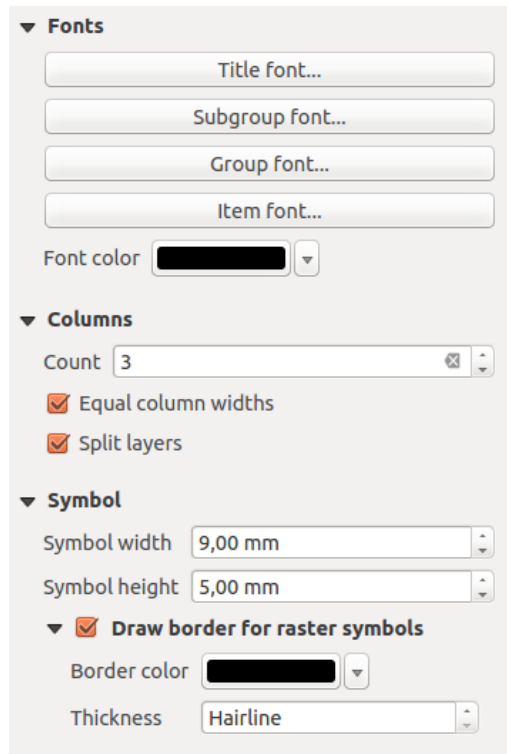 Fonts
Title font...
Subgroup font...
Group font...
Item font...
Font color
Columns
Count 3
Equal column widths
Split layers
Symbol
Symbol width 9,00 mm
Symbol height 5,00 mm
Draw border for raster symbols
Border color
Thickness Hairline